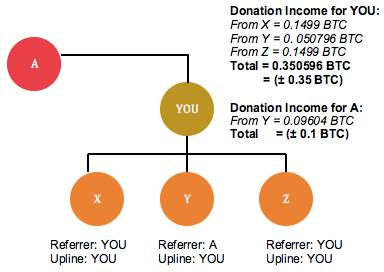 Donation Income for YOU:
From X = 0.1499 BTC
From Y = 0.050796 BTC
From Z = 0.1499 BTC
Total = 0.350596 BTC
= (± 0.35 BTC)
A
YOU
Donation Income for A:
From Y = 0.09604 BTC
Total = (± 0.1 BTC)
X
Y
Z
Referrer: YOU
Upline: YOU
Referrer: A
Upline: YOU
Referrer: YOU
Upline: YOU